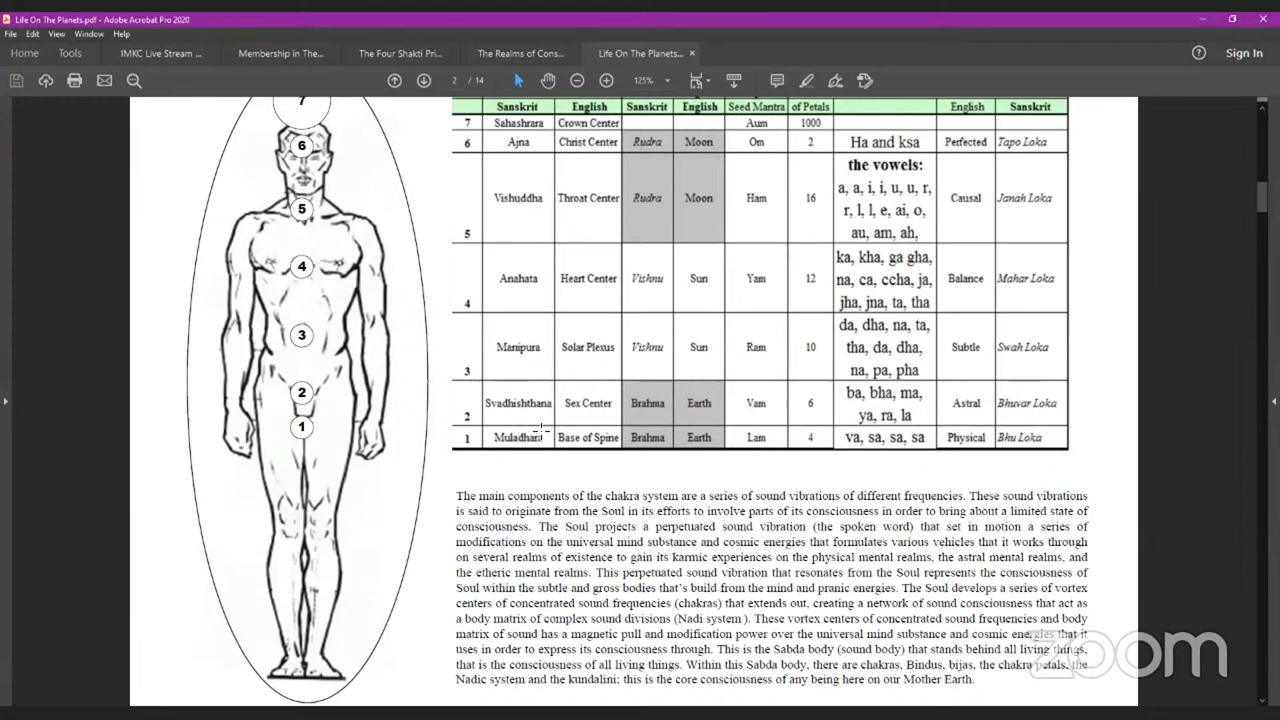 Life On The Planets.pdf - Adobe Acrobat Pro 2020
File Edit View Window Help
Home Tools IMKC Live Stream ... Membership in The... The Four Shakti Pri... The Realms of Cons... Life On The Planets... × Sign In
2 / 14 125%
Sanskrit English Sanskrit English Seed Mantra of Petals English Sanskrit
7 Sahashrara Crown Center Aum 1000
6 Ajna Christ Center Rudra Moon Om 2 Ha and ksa Perfected Tapo Loka
the vowels:
a, a, i, i, u, u, r,
5 Vishuddha Throat Center Rudra Moon Ham 16 r, l, l, e, ai, o, Causal Janah Loka
au, am, ah,
ka, kha, ga gha,
4 Anahata Heart Center Vishnu Sun Yam 12 na, ca, ccha, ja, Balance Mahar Loka
jha, jna, ta, tha
da, dha, na, ta,
3 Manipura Solar Plexus Vishnu Sun Ram 10 tha, da, dha, Subtle Swah Loka
na, pa, pha
2 Svadhishthana Sex Center Brahma Earth Vam 6 ba, bha, ma, Astral Bhuvar Loka
ya, ra, la
1 Muladhara Base of Spine Brahma Earth Lam 4 va, sa, sa, sa Physical Bhu Loka
7
6
5
4
3
2
1
The main components of the chakra system are a series of sound vibrations of different frequencies. These sound vibrations
is said to originate from the Soul in its efforts to involve parts of its consciousness in order to bring about a limited state of
consciousness. The Soul projects a perpetuated sound vibration (the spoken word) that set in motion a series of
modifications on the universal mind substance and cosmic energies that formulates various vehicles that it works through
on several realms of existence to gain its karmic experiences on the physical mental realms, the astral mental realms, and
the etheric mental realms. This perpetuated sound vibration that resonates from the Soul represents the consciousness of
Soul within the subtle and gross bodies that's build from the mind and pranic energies. The Soul develops a series of vortex
centers of concentrated sound frequencies (chakras) that extends out, creating a network of sound consciousness that act as
a body matrix of complex sound divisions (Nadi system ). These vortex centers of concentrated sound frequencies and body
matrix of sound has a magnetic pull and modification power over the universal mind substance and cosmic energies that it
uses in order to express its consciousness through. This is the Sabda body (sound body) that stands behind all living things,
that is the consciousness of all living things. Within this Sabda body, there are chakras, Bindus, bijas, the chakra petals, the
Nadic system and the kundalini; this is the core consciousness of any being here on our Mother Earth.
zoom